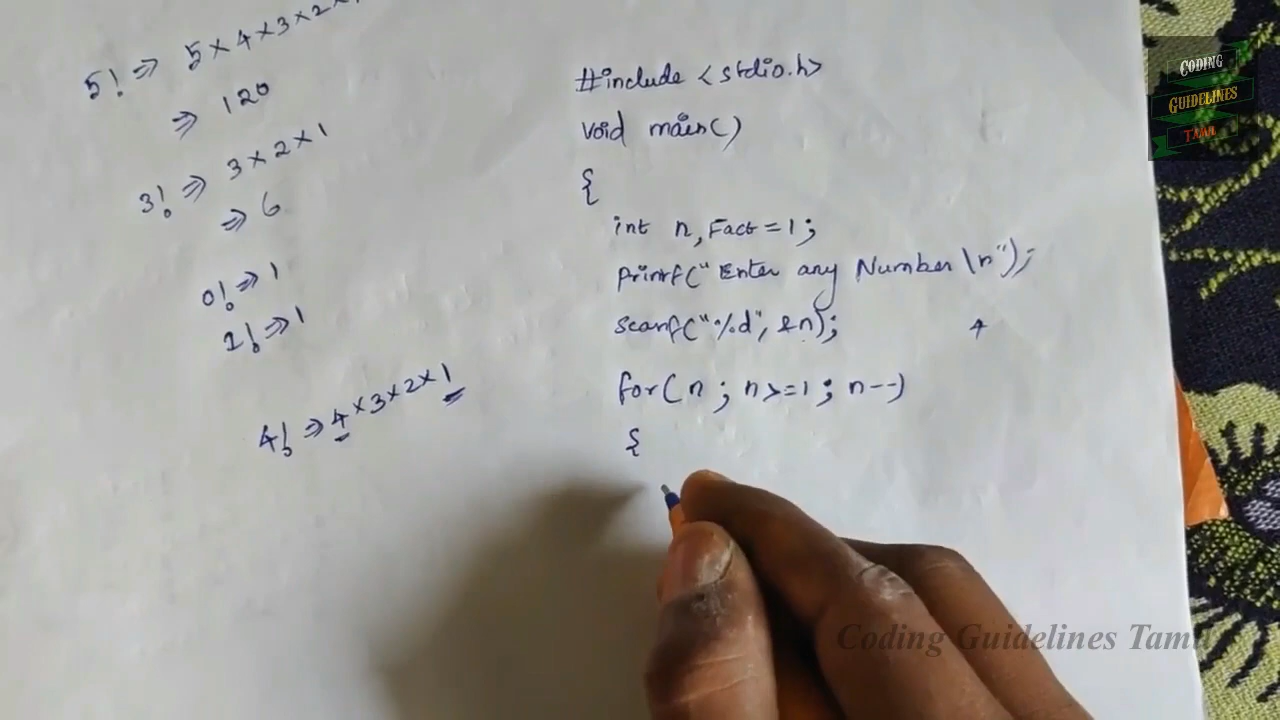 5! ⇒ 5 × 4 × 3 × 2 ×
⇒ 120
3! ⇒ 3 × 2 × 1
⇒ 6
0! ⇒ 1
1! ⇒ 1
4! ⇒ 4 × 3 × 2 × 1
#include <stdio.h>
void main()
{
int n, Fact = 1;
printf("Enter any Number \n");
scanf("%d", &n);
4
for( n ; n>=1 ; n--)
{
CODING
GUIDELINES
TAMIL
Coding Guidelines Tamil